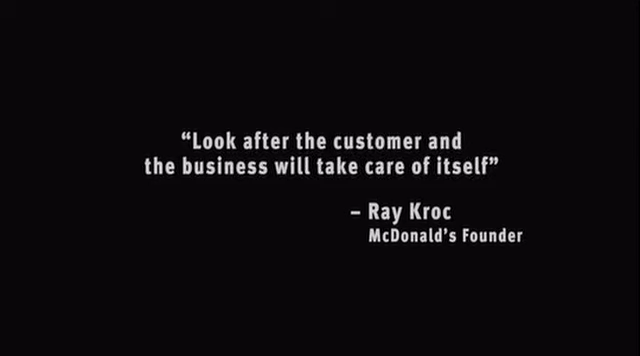 “Look after the customer and
the business will take care of itself”
– Ray Kroc
McDonald’s Founder